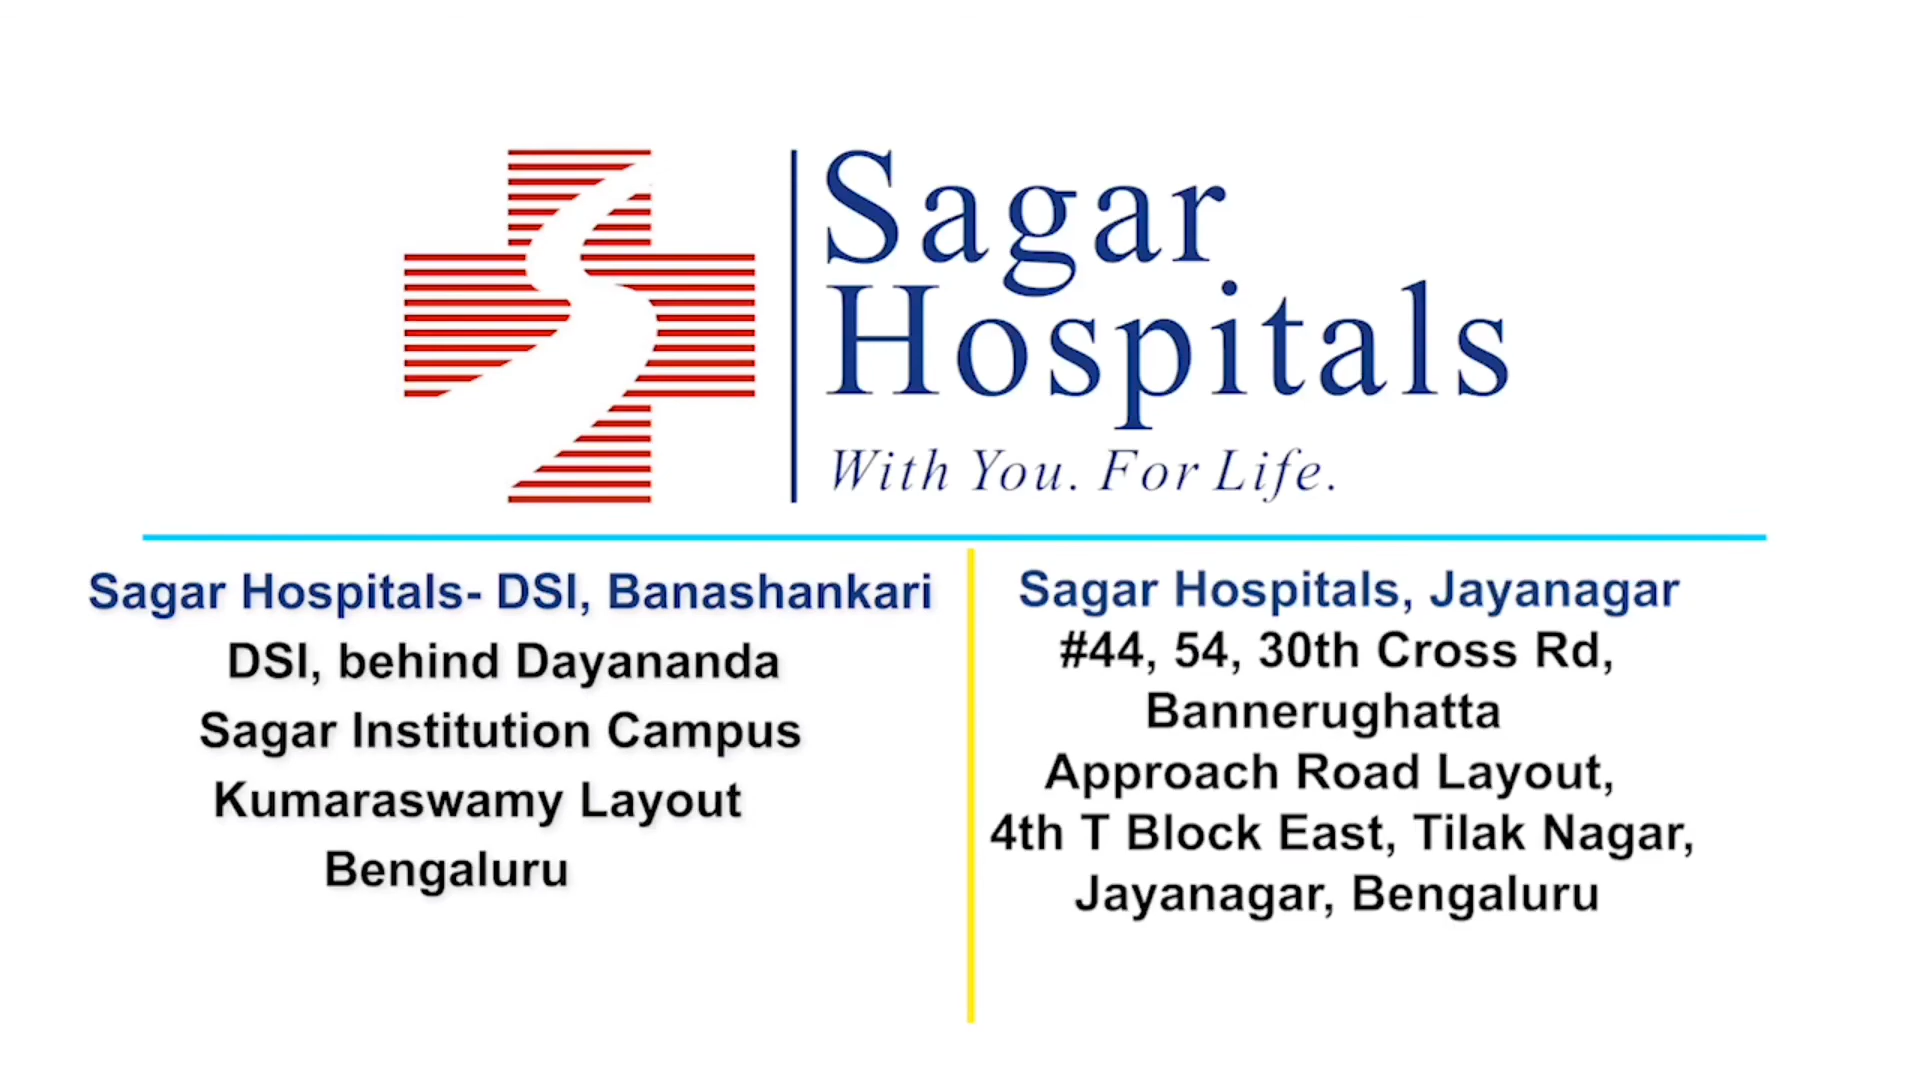 Sagar
Hospitals
With You. For Life.
Sagar Hospitals- DSI, Banashankari
DSI, behind Dayananda
Sagar Institution Campus
Kumaraswamy Layout
Bengaluru
Sagar Hospitals, Jayanagar
#44, 54, 30th Cross Rd,
Bannerughatta
Approach Road Layout,
4th T Block East, Tilak Nagar,
Jayanagar, Bengaluru